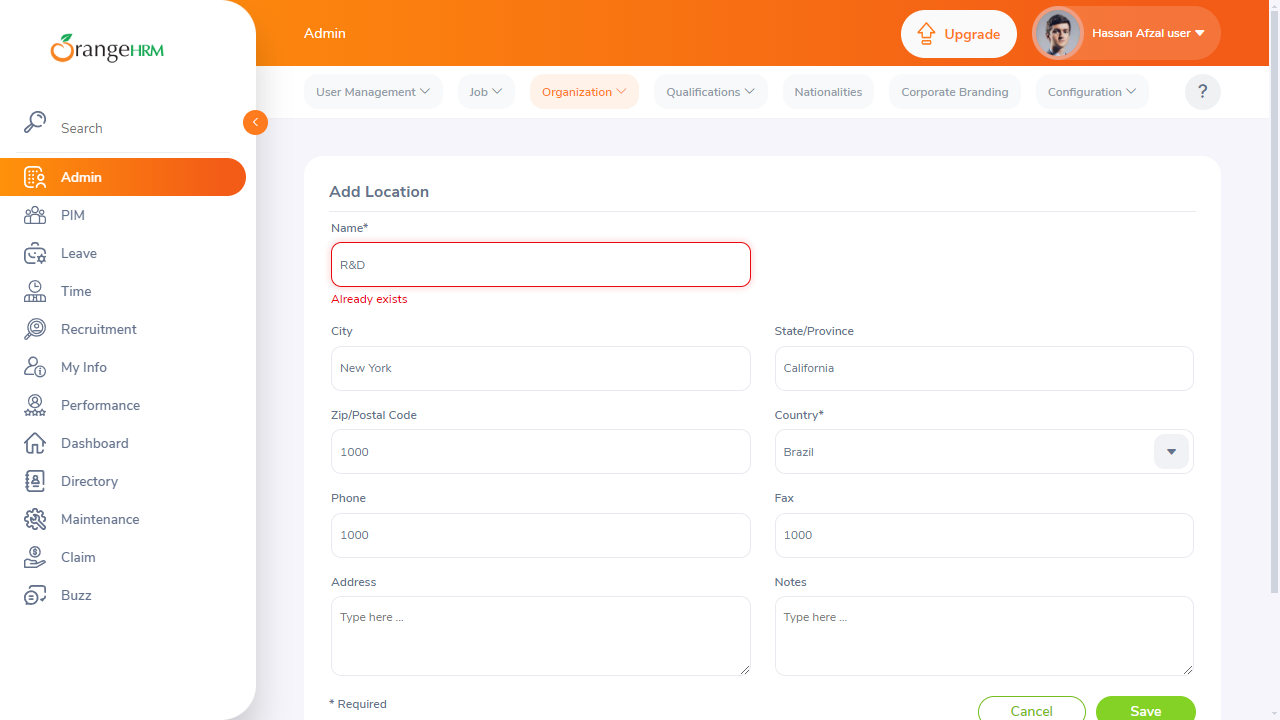 OrangeHRM
Admin
Upgrade
Hassan Afzal user
User Management
Job
Organization
Qualifications
Nationalities
Corporate Branding
Configuration
?
Search
Admin
PIM
Leave
Time
Recruitment
My Info
Performance
Dashboard
Directory
Maintenance
Claim
Buzz
Add Location
Name*
R&D
Already exists
City
State/Province
New York
California
Zip/Postal Code
Country*
1000
Brazil
Phone
Fax
1000
1000
Address
Notes
Type here ...
Type here ...
* Required
Cancel
Save